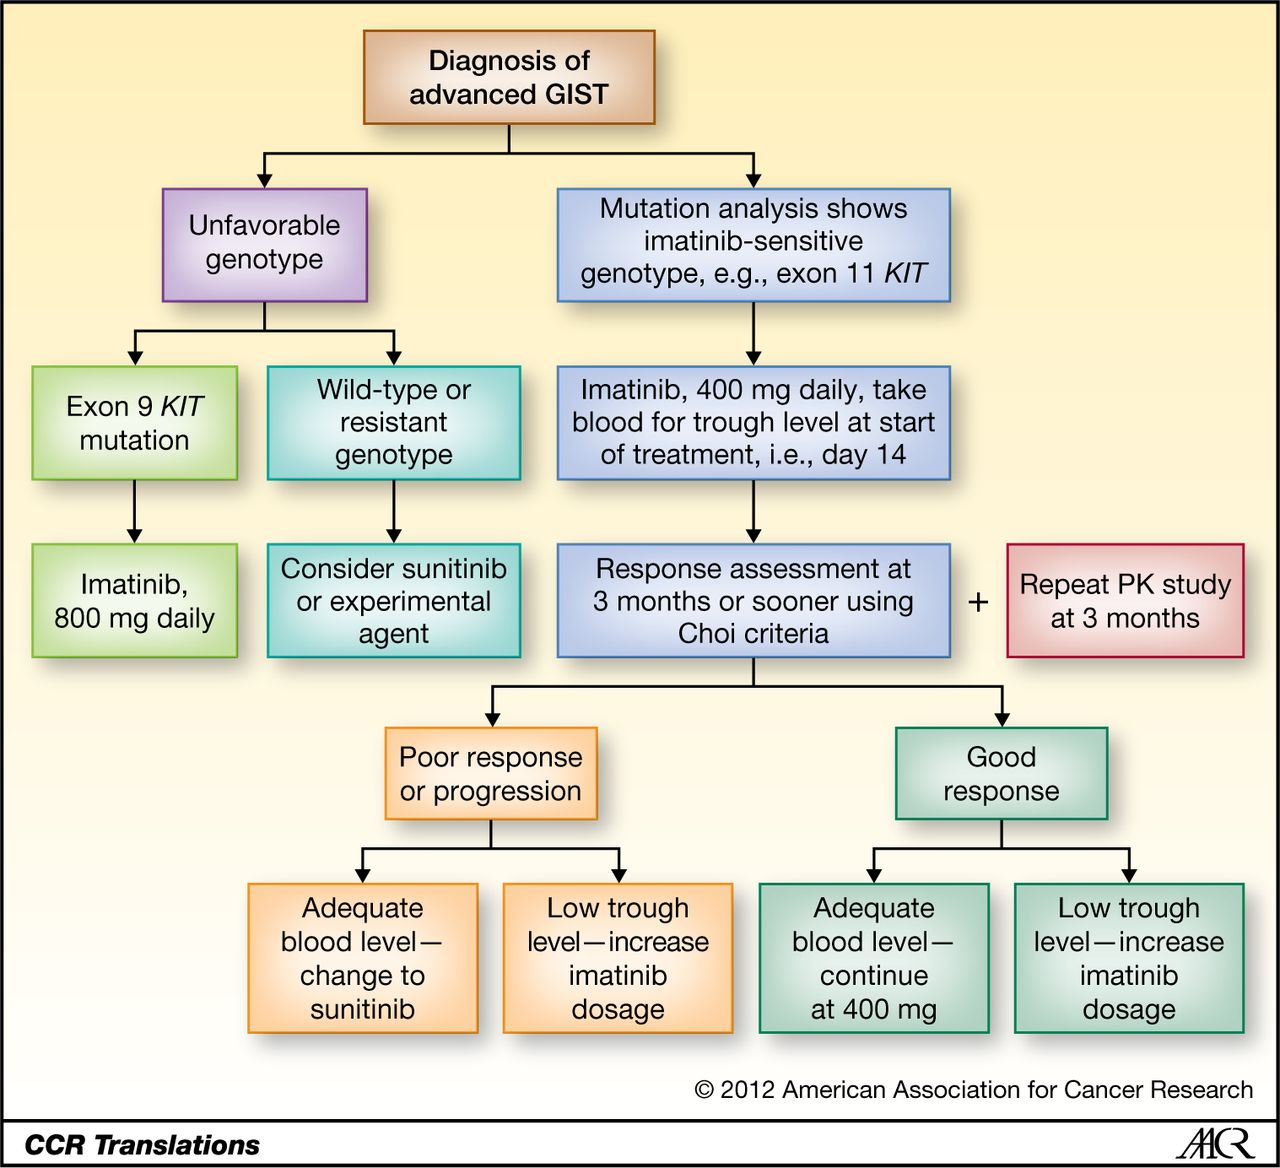 Diagnosis of
advanced GIST
Unfavorable
genotype
Mutation analysis shows
imatinib-sensitive
genotype, e.g., exon 11 KIT
Exon 9 KIT
mutation
Wild-type or
resistant
genotype
Imatinib, 400 mg daily, take
blood for trough level at start
of treatment, i.e., day 14
Imatinib,
800 mg daily
Consider sunitinib
or experimental
agent
Response assessment at
3 months or sooner using
Choi criteria
+
Repeat PK study
at 3 months
Poor response
or progression
Good
response
Adequate
blood level—
change to
sunitinib
Low trough
level—increase
imatinib
dosage
Adequate
blood level—
continue
at 400 mg
Low trough
level—increase
imatinib
dosage
© 2012 American Association for Cancer Research
CCR Translations
AACR